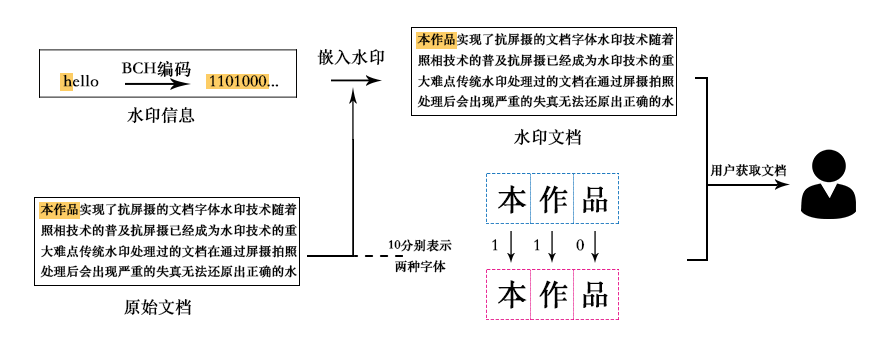 hello
BCH编码
1101000...
水印信息
嵌入水印
本作品实现了抗屏摄的文档字体水印技术随着
照相技术的普及抗屏摄已经成为水印技术的重
大难点传统水印处理过的文档在通过屏摄拍照
处理后会出现严重的失真无法还原出正确的水
水印文档
本作品实现了抗屏摄的文档字体水印技术随着
照相技术的普及抗屏摄已经成为水印技术的重
大难点传统水印处理过的文档在通过屏摄拍照
处理后会出现严重的失真无法还原出正确的水
原始文档
10分别表示
两种字体
本 作 品
1 1 0
本 作 品
用户获取文档